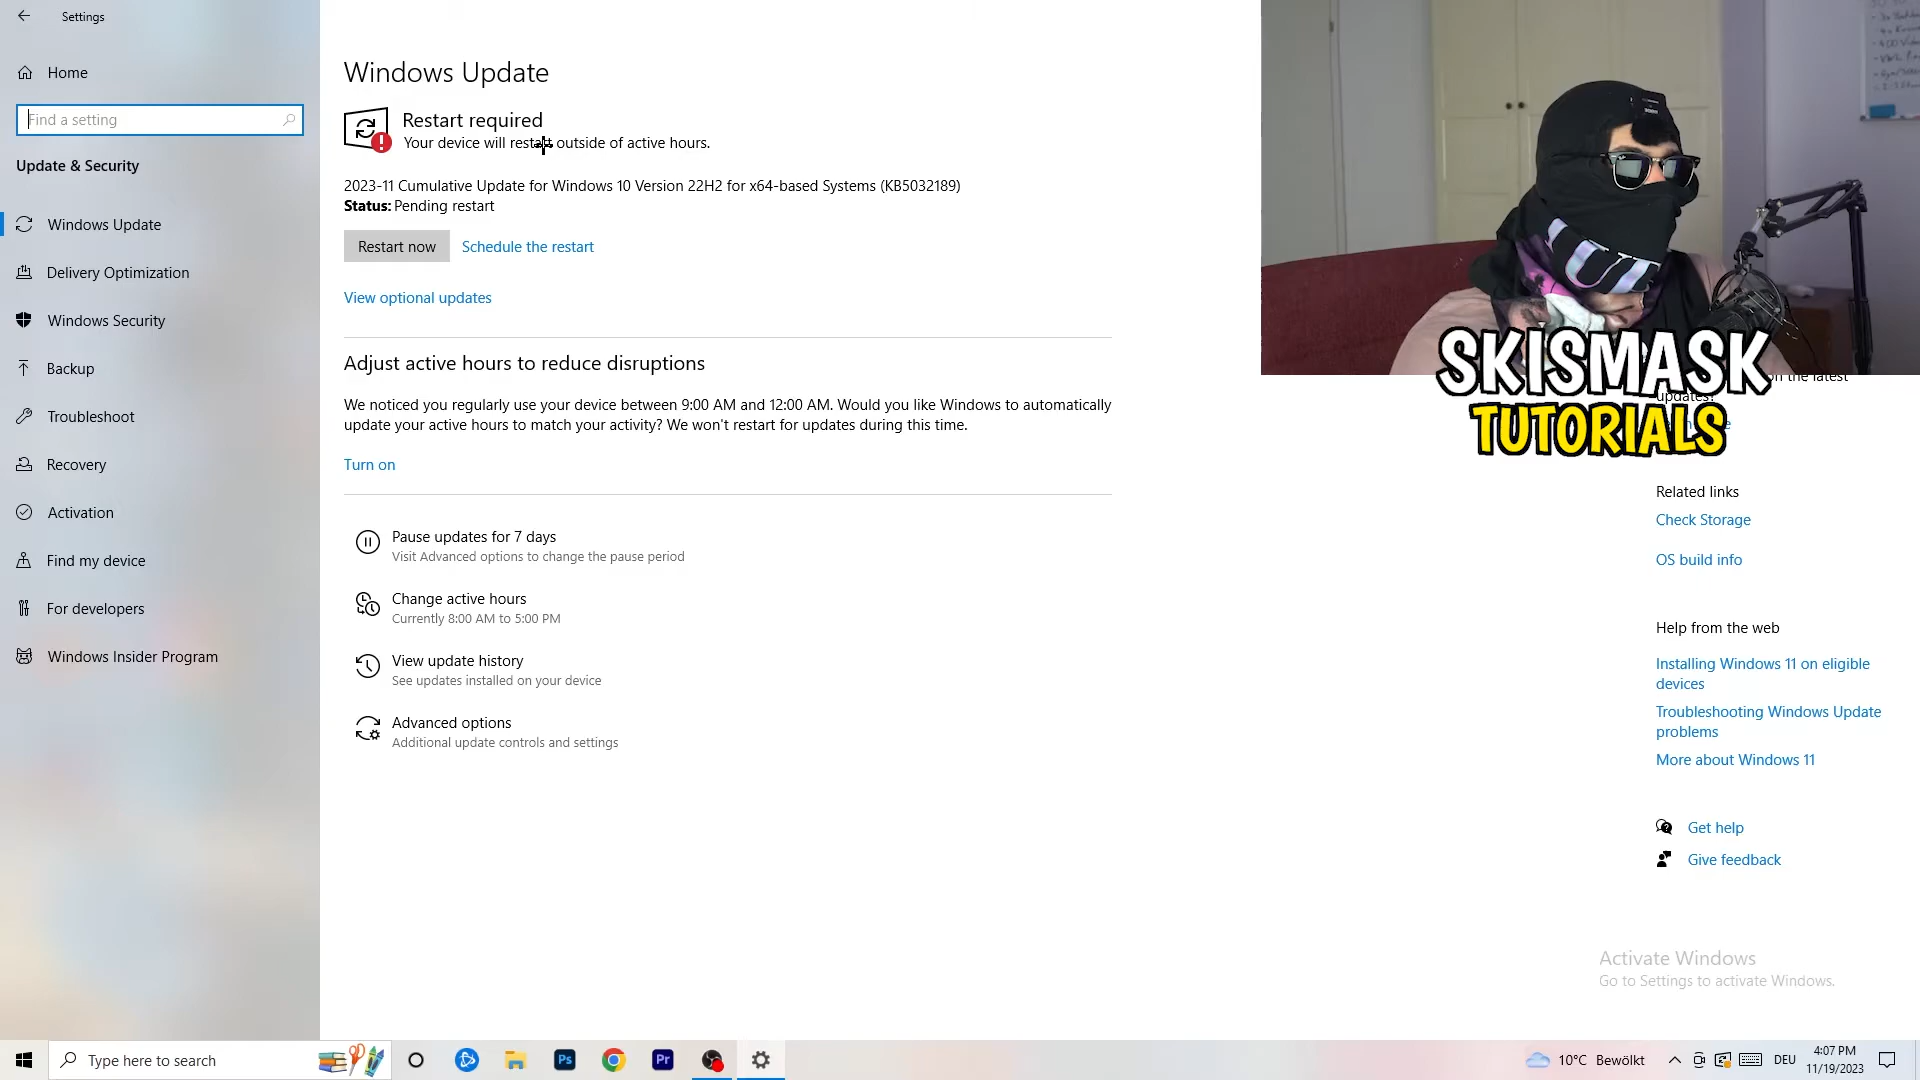 Settings
Home
Find a setting
Update & Security
Windows Update
Delivery Optimization
Windows Security
Backup
Troubleshoot
Recovery
Activation
Find my device
For developers
Windows Insider Program
Windows Update
Restart required
Your device will restart outside of active hours.
2023-11 Cumulative Update for Windows 10 Version 22H2 for x64-based Systems (KB5032189)
Status: Pending restart
Restart now
Schedule the restart
View optional updates
Adjust active hours to reduce disruptions
We noticed you regularly use your device between 9:00 AM and 12:00 AM. Would you like Windows to automatically
update your active hours to match your activity? We won't restart for updates during this time.
Turn on
Pause updates for 7 days
Visit Advanced options to change the pause period
Change active hours
Currently 8:00 AM to 5:00 PM
View update history
See updates installed on your device
Advanced options
Additional update controls and settings
SKISMASK
TUTORIALS
on the latest
updates?
Related links
Check Storage
OS build info
Help from the web
Installing Windows 11 on eligible
devices
Troubleshooting Windows Update
problems
More about Windows 11
Get help
Give feedback
Activate Windows
Go to Settings to activate Windows.
Type here to search
Ps
Pr
10°C Bewölkt
DEU
4:07 PM
11/19/2023